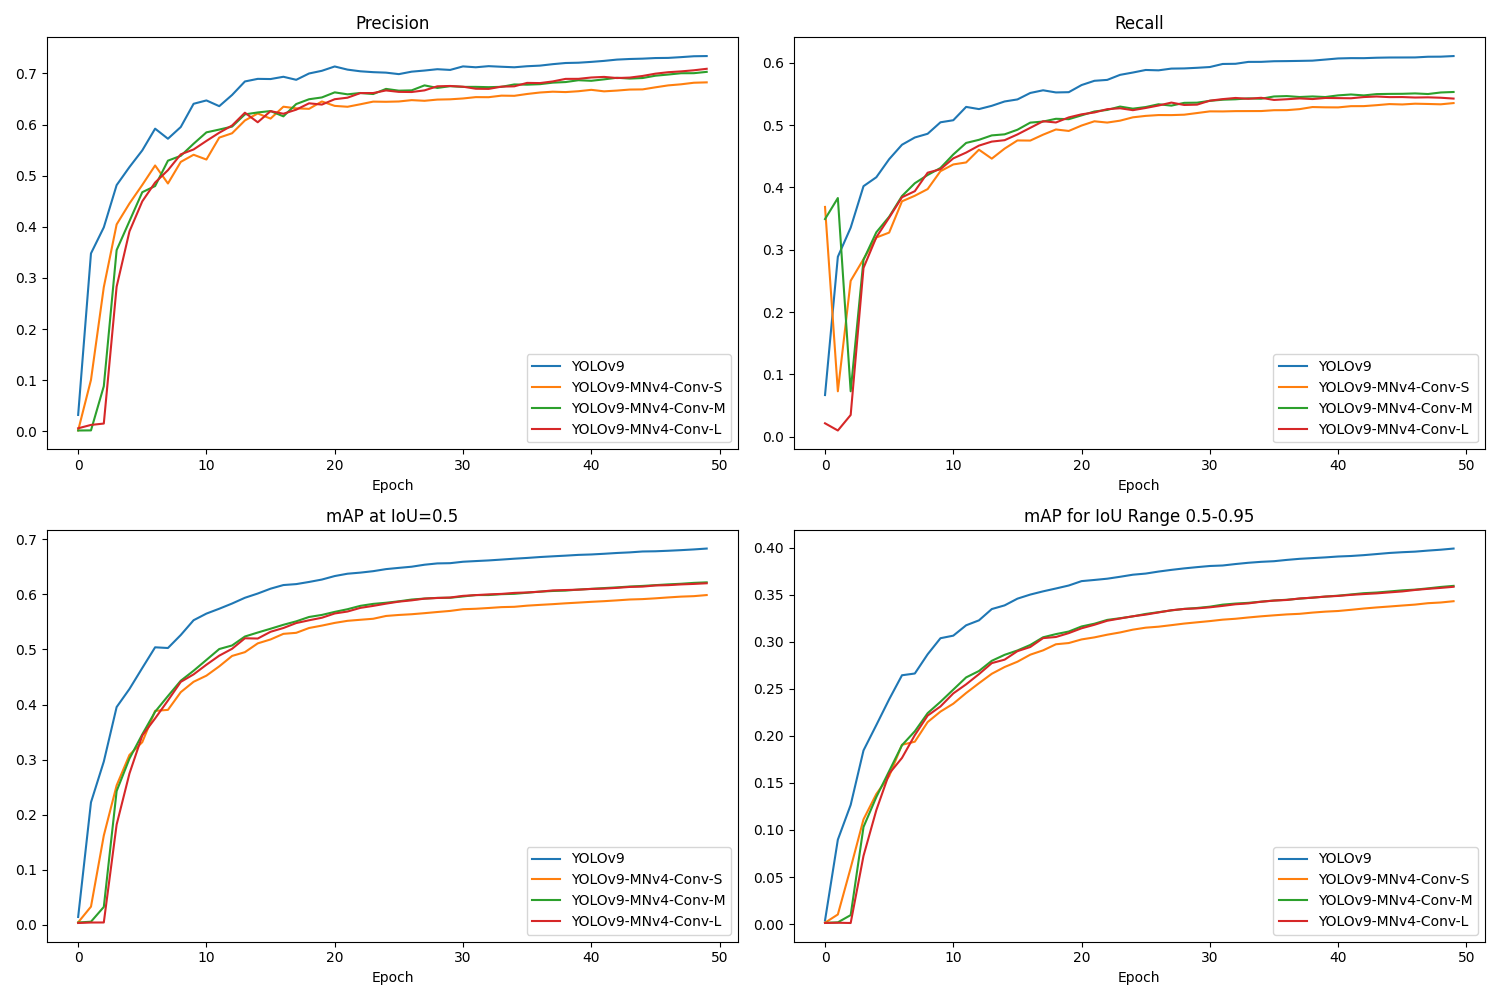 Precision
0.7
0.6
0.5
0.4
0.3
0.2
0.1
0.0
0 10 20 30 40 50
Epoch
YOLOv9
YOLOv9-MNv4-Conv-S
YOLOv9-MNv4-Conv-M
YOLOv9-MNv4-Conv-L
Recall
0.6
0.5
0.4
0.3
0.2
0.1
0.0
0 10 20 30 40 50
Epoch
YOLOv9
YOLOv9-MNv4-Conv-S
YOLOv9-MNv4-Conv-M
YOLOv9-MNv4-Conv-L
mAP at IoU=0.5
0.7
0.6
0.5
0.4
0.3
0.2
0.1
0.0
0 10 20 30 40 50
Epoch
YOLOv9
YOLOv9-MNv4-Conv-S
YOLOv9-MNv4-Conv-M
YOLOv9-MNv4-Conv-L
mAP for IoU Range 0.5-0.95
0.40
0.35
0.30
0.25
0.20
0.15
0.10
0.05
0.00
0 10 20 30 40 50
Epoch
YOLOv9
YOLOv9-MNv4-Conv-S
YOLOv9-MNv4-Conv-M
YOLOv9-MNv4-Conv-L